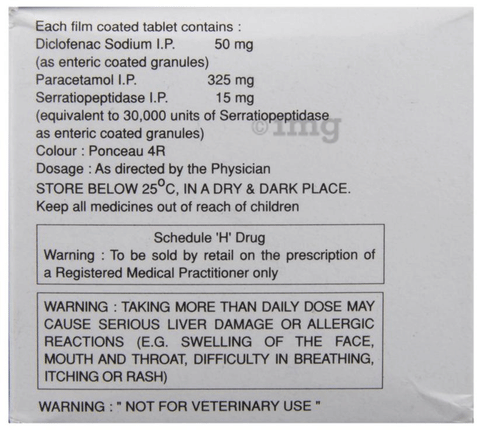 Each film coated tablet contains :
Diclofenac Sodium I.P. 50 mg
(as enteric coated granules)
Paracetamol I.P. 325 mg
Serratiopeptidase I.P. 15 mg
(equivalent to 30,000 units of Serratiopeptidase
as enteric coated granules)
©1mg
Colour : Ponceau 4R
Dosage : As directed by the Physician
STORE BELOW 25°C, IN A DRY & DARK PLACE.
Keep all medicines out of reach of children
Schedule 'H' Drug
Warning : To be sold by retail on the prescription of
a Registered Medical Practitioner only
WARNING : TAKING MORE THAN DAILY DOSE MAY
CAUSE SERIOUS LIVER DAMAGE OR ALLERGIC
REACTIONS (E.G. SWELLING OF THE FACE,
MOUTH AND THROAT, DIFFICULTY IN BREATHING,
ITCHING OR RASH)
WARNING : " NOT FOR VETERINARY USE "